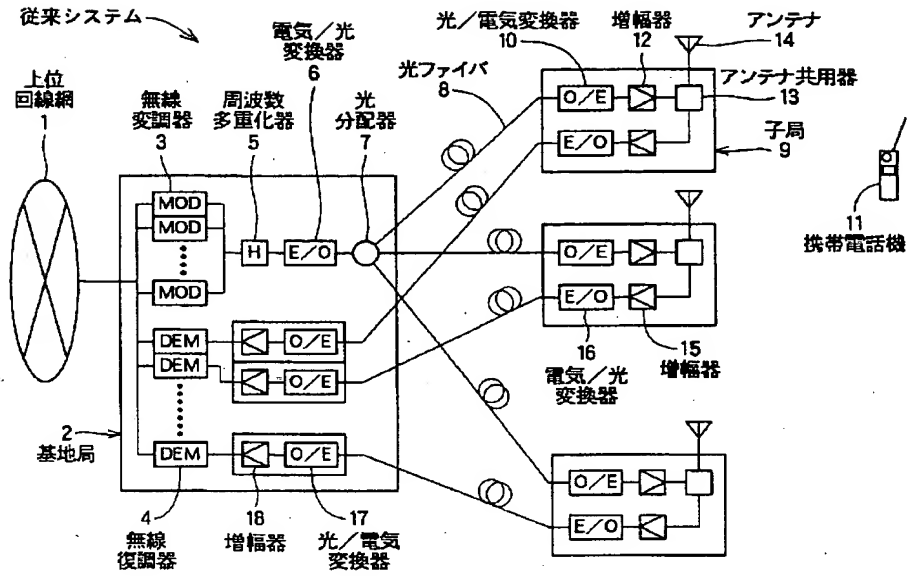 従来システム
上位
回線網
1
無線
変調器
3
周波数
多重化器
5
電気/光
変換器
6
光
分配器
7
光ファイバ
8
光/電気変換器
10
増幅器
12
アンテナ
14
アンテナ共用器
13
子局
9
11
携帯電話機
MOD
MOD
MOD
H
E/O
DEM
DEM
DEM
O/E
O/E
O/E
O/E
E/O
O/E
E/O
O/E
E/O
16
電気/光
変換器
15
増幅器
2
基地局
4
無線
復調器
18
増幅器
17
光/電気
変換器